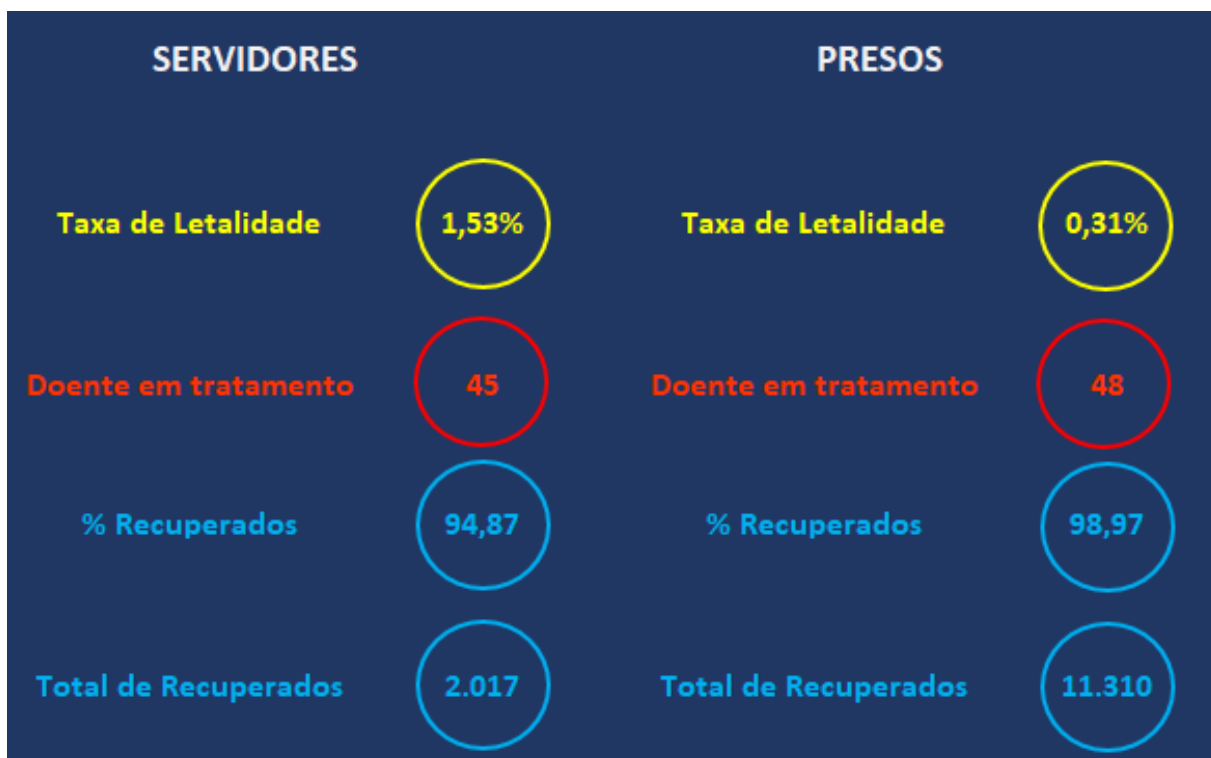 SERVIDORES
PRESOS
Taxa de Letalidade 1,53%
Taxa de Letalidade 0,31%
Doente em tratamento 45
Doente em tratamento 48
% Recuperados 94,87
% Recuperados 98,97
Total de Recuperados 2.017
Total de Recuperados 11.310